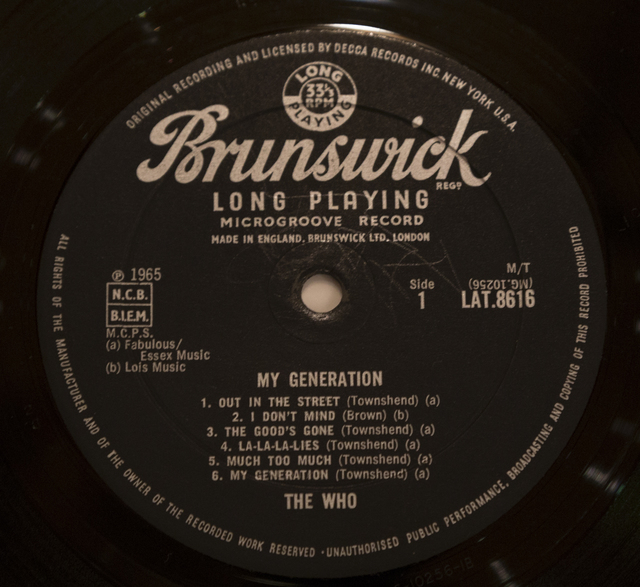 ORIGINAL RECORDING AND LICENSED BY DECCA RECORDS INC. NEW YORK U.S.A.
LONG
33⅓
RPM
PLAYING
Brunswick
REGD
LONG PLAYING
MICROGROOVE RECORD
MADE IN ENGLAND, BRUNSWICK LTD. LONDON
℗ 1965
N.C.B.
B.I.E.M.
M.C.P.S.
(a) Fabulous/
Essex Music
(b) Lois Music
M/T
(MG.10256)
Side
1
LAT.8616
MY GENERATION
1. OUT IN THE STREET (Townshend) (a)
2. I DON'T MIND (Brown) (b)
3. THE GOOD'S GONE (Townshend) (a)
4. LA-LA-LA-LIES (Townshend) (a)
5. MUCH TOO MUCH (Townshend) (a)
6. MY GENERATION (Townshend) (a)
THE WHO
ALL RIGHTS OF THE MANUFACTURER AND OF THE OWNER OF THE RECORDED WORK RESERVED · UNAUTHORISED PUBLIC PERFORMANCE, BROADCASTING AND COPYING OF THIS RECORD PROHIBITED